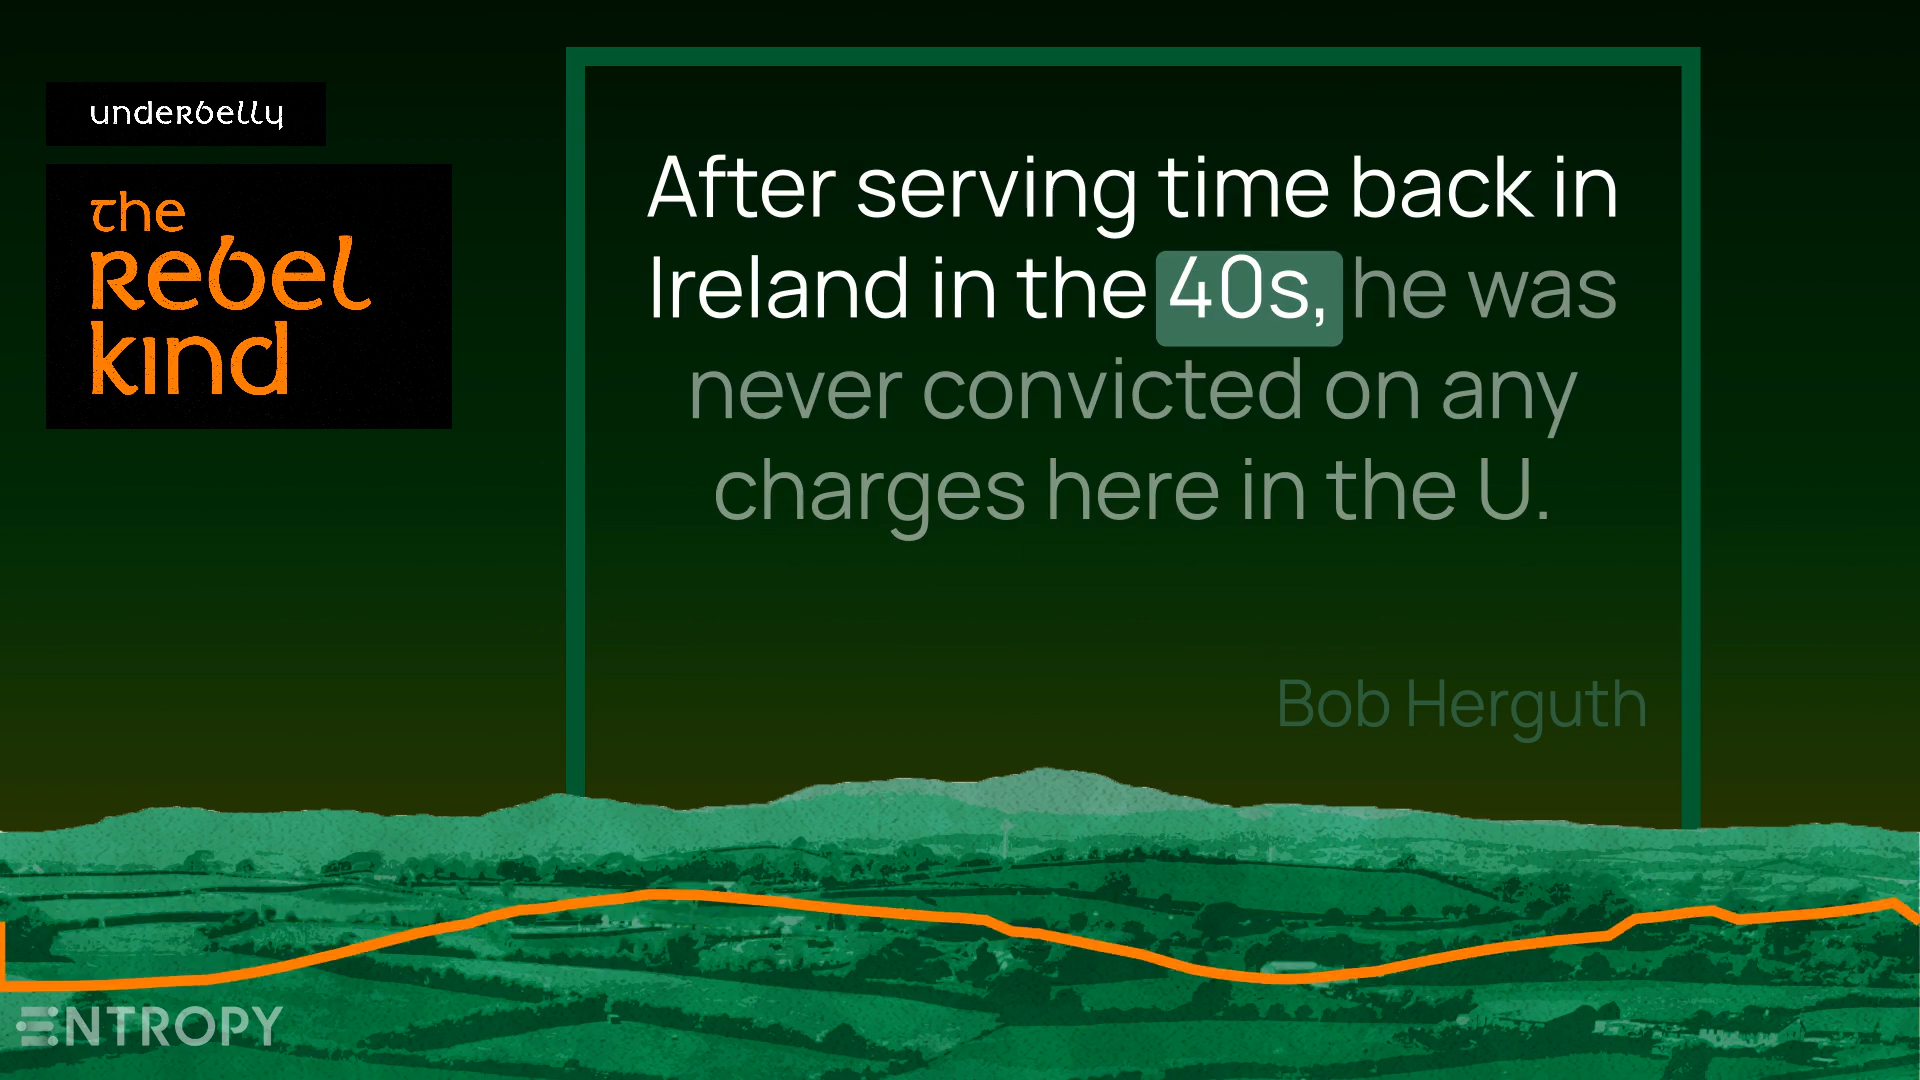 underbelly
the
Rebel
kind
After serving time back in
Ireland in the 40s, he was
never convicted on any
charges here in the U.
Bob Herguth
ENTROPY